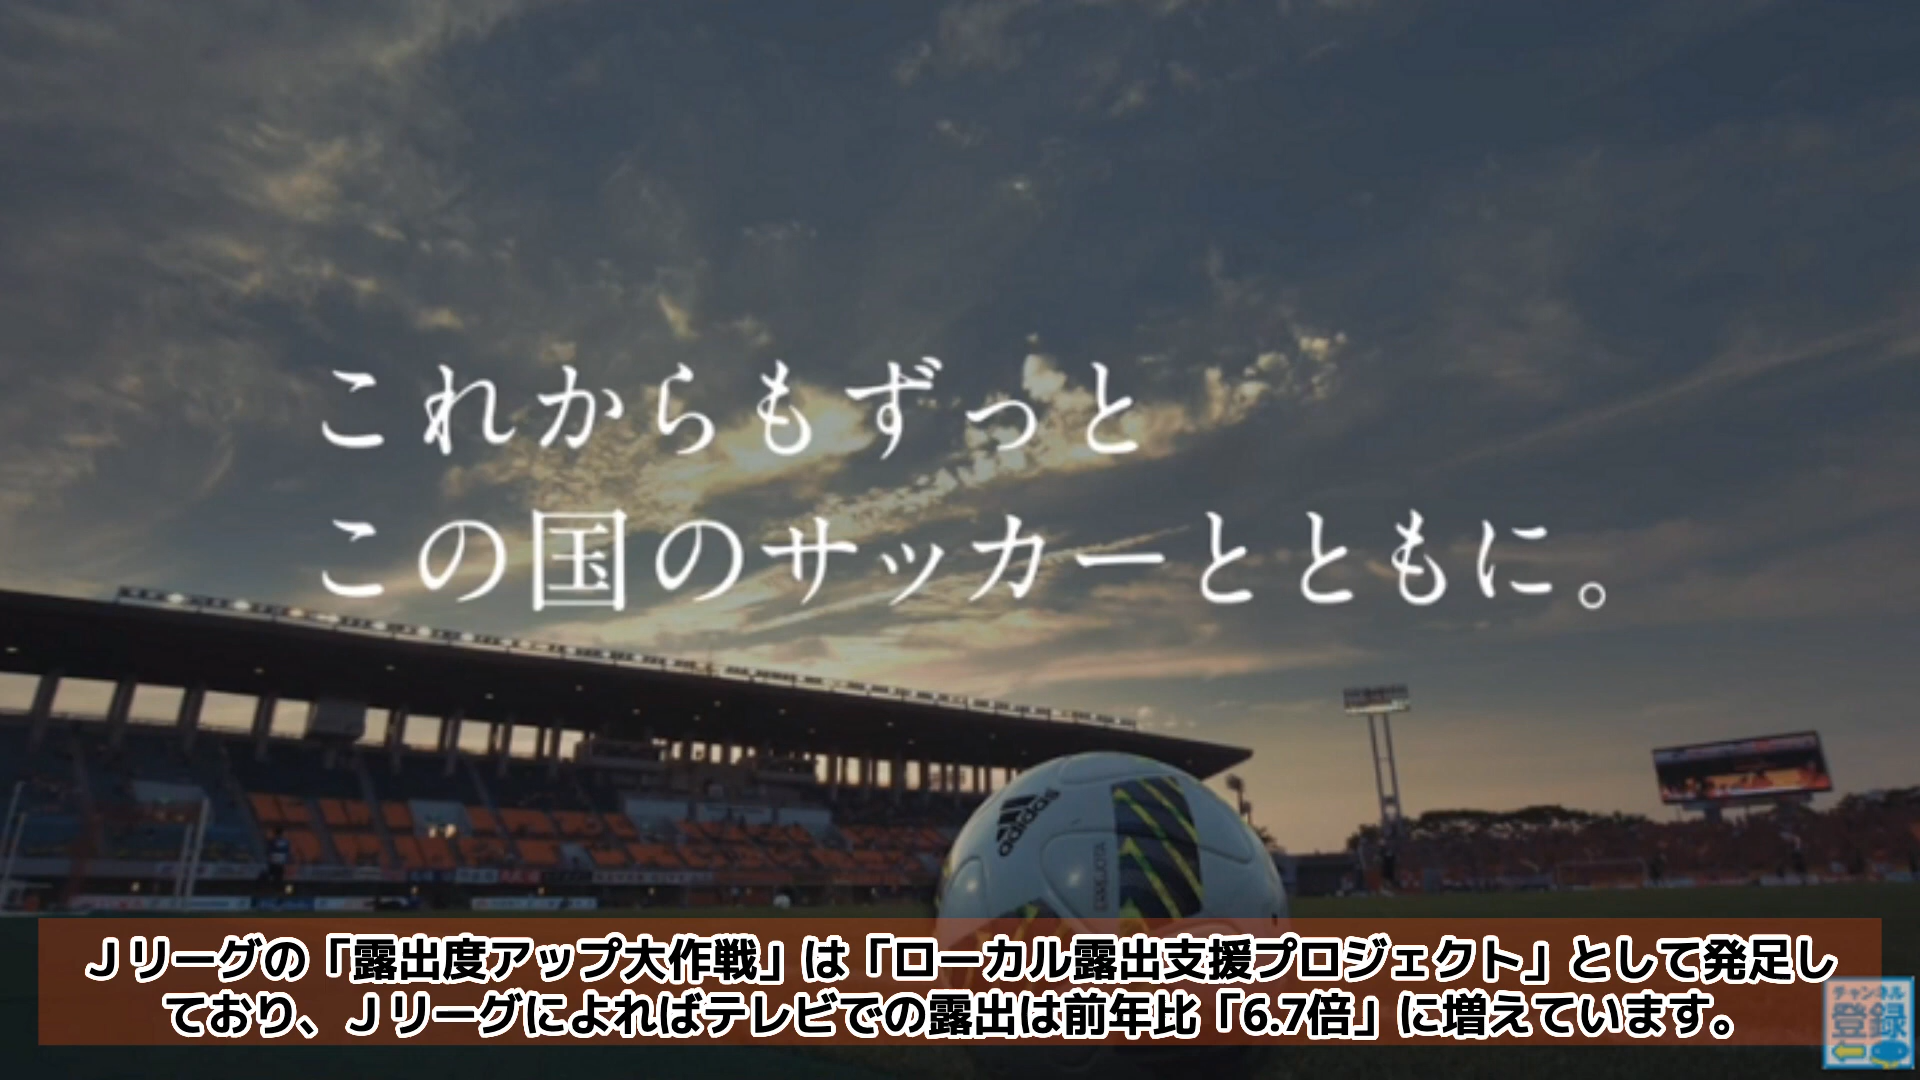 これからもずっと
この国のサッカーとともに。
adidas
ERREJOTA
Ｊリーグの「露出度アップ大作戦」は「ローカル露出支援プロジェクト」として発足し
ており、Ｊリーグによればテレビでの露出は前年比「6.7倍」に増えています。
チャンネル
登録